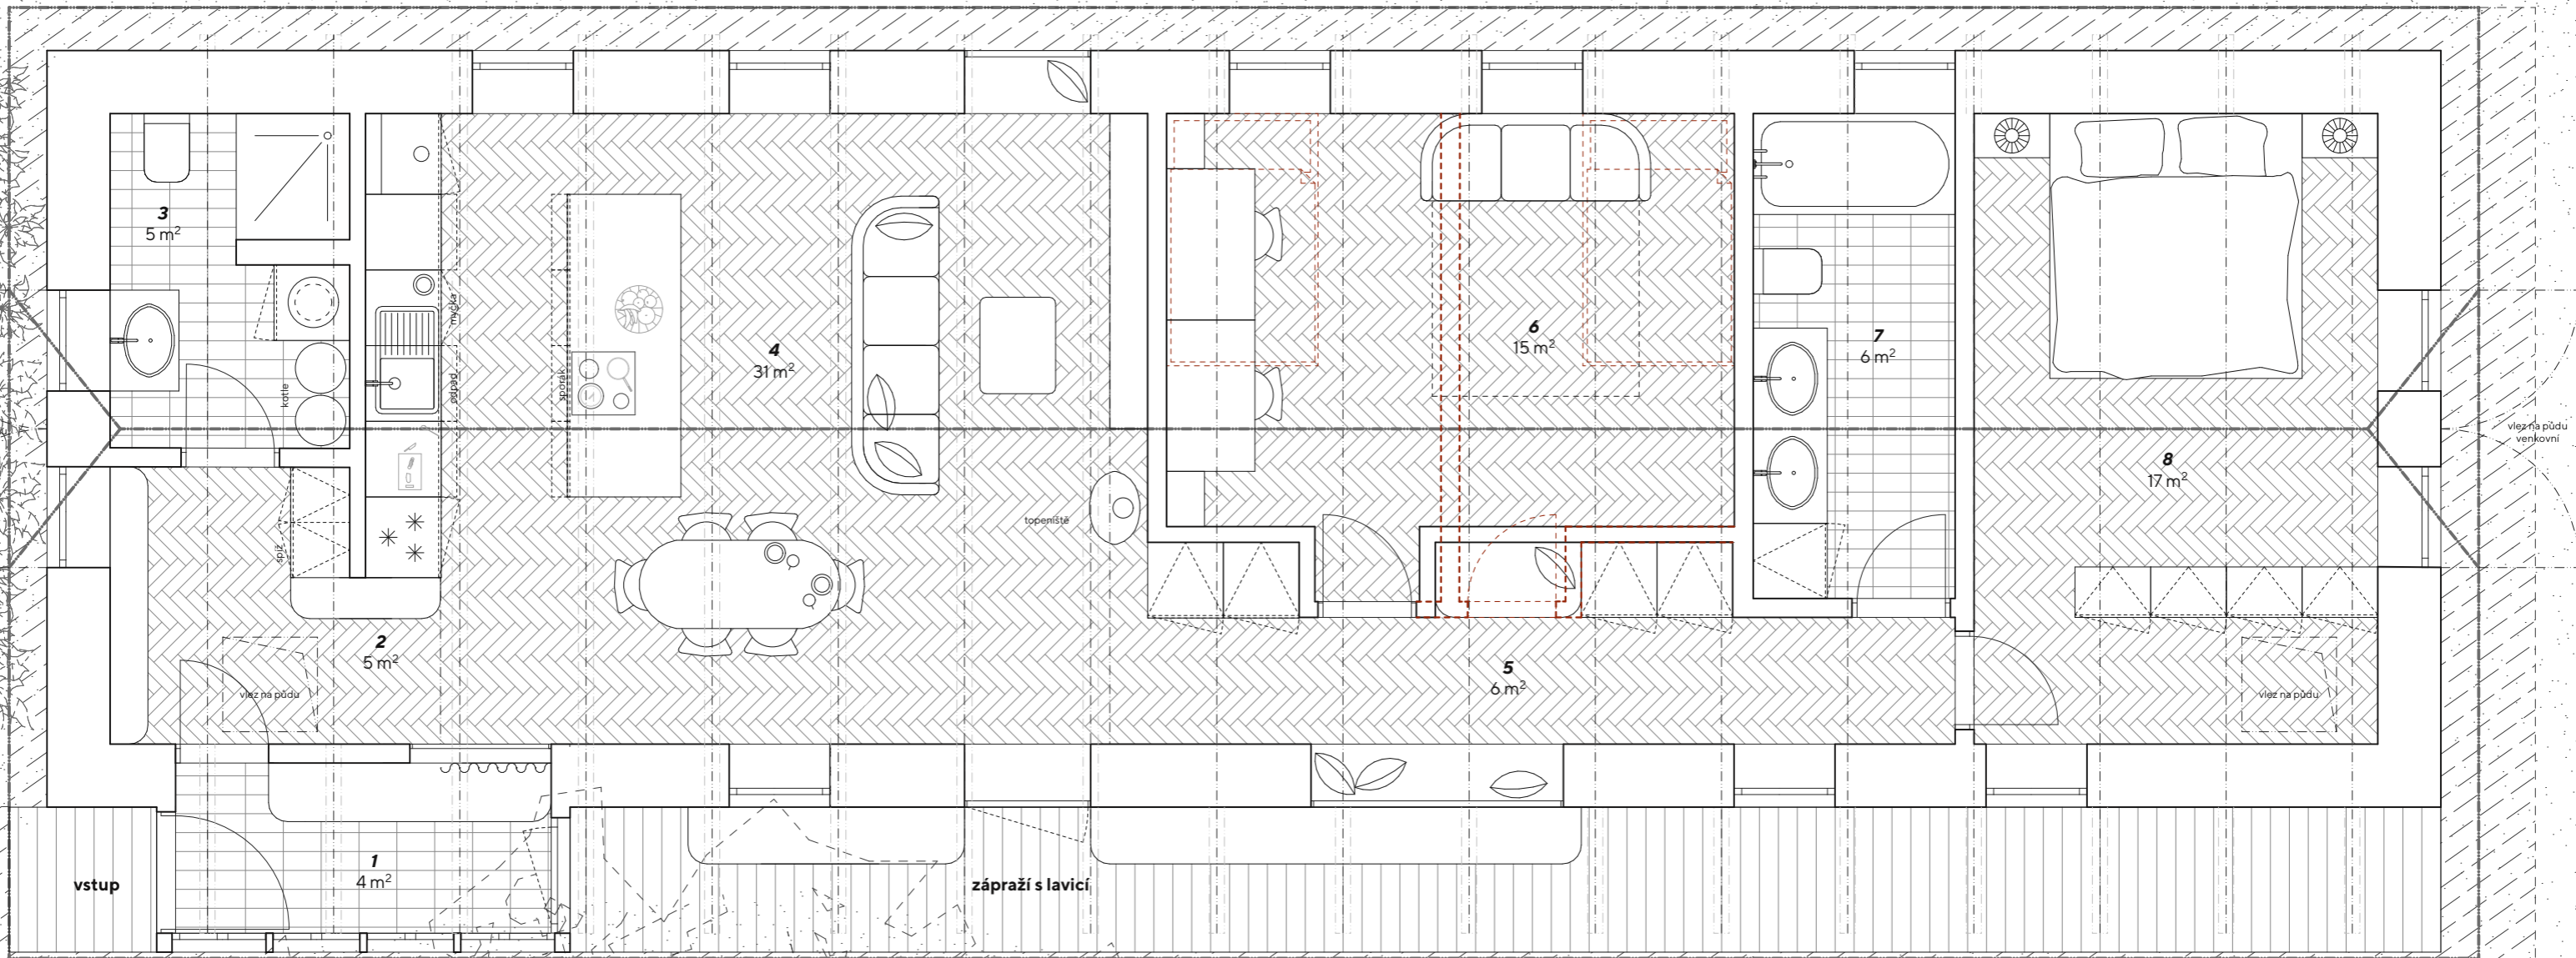 3
5 m²
myčka
odpad
kotle
sporák
4
31 m²
6
15 m²
7
6 m²
8
17 m²
vlez na půdu
venkovní
topeniště
spíž
2
5 m²
vlez na půdu
5
6 m²
vlez na půdu
1
4 m²
vstup
zápraží s lavicí